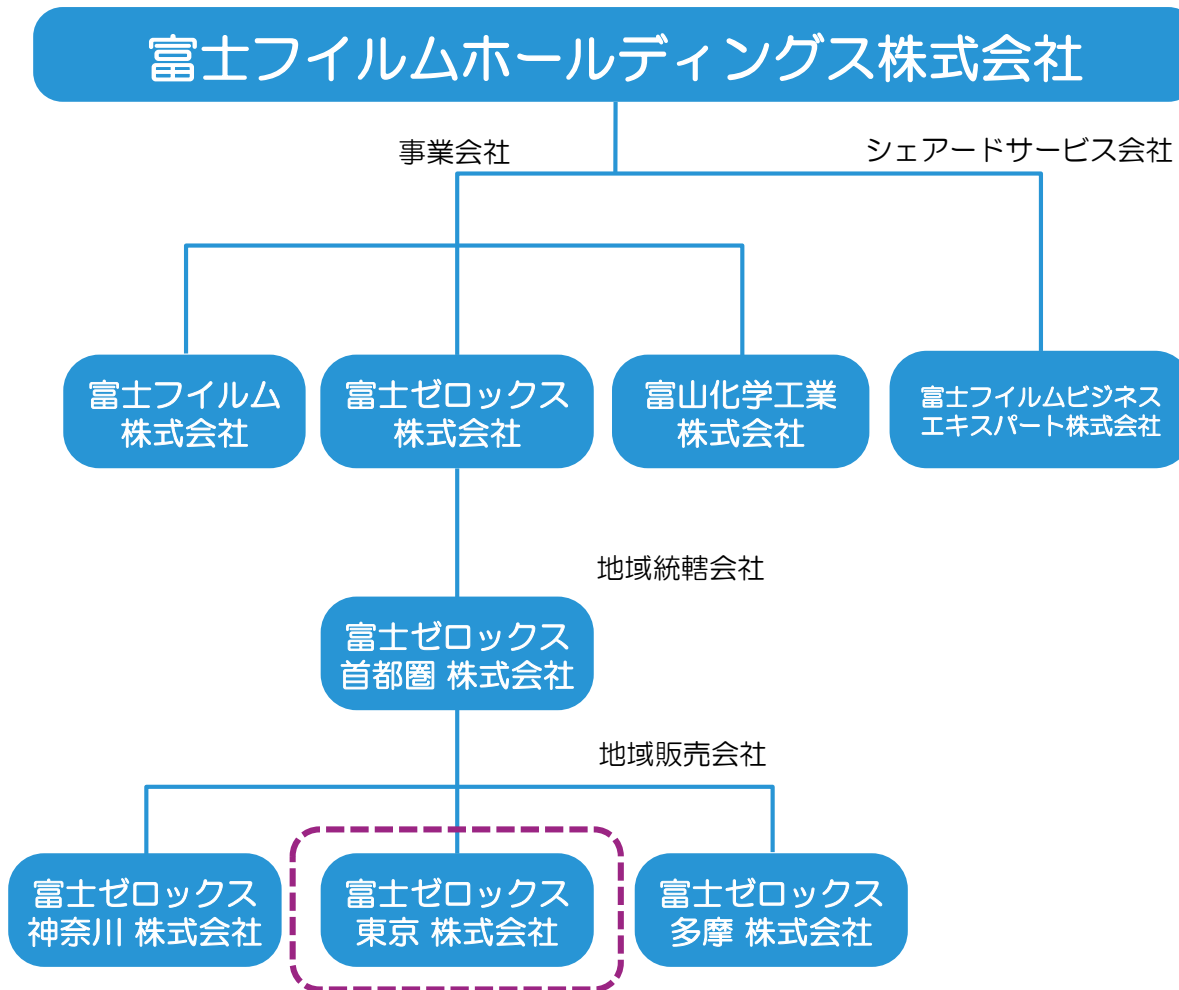 富士フイルムホールディングス株式会社
事業会社
シェアードサービス会社
富士フイルム
株式会社
富士ゼロックス
株式会社
富山化学工業
株式会社
富士フイルムビジネス
エキスパート株式会社
地域統轄会社
富士ゼロックス
首都圏 株式会社
地域販売会社
富士ゼロックス
神奈川 株式会社
富士ゼロックス
東京 株式会社
富士ゼロックス
多摩 株式会社